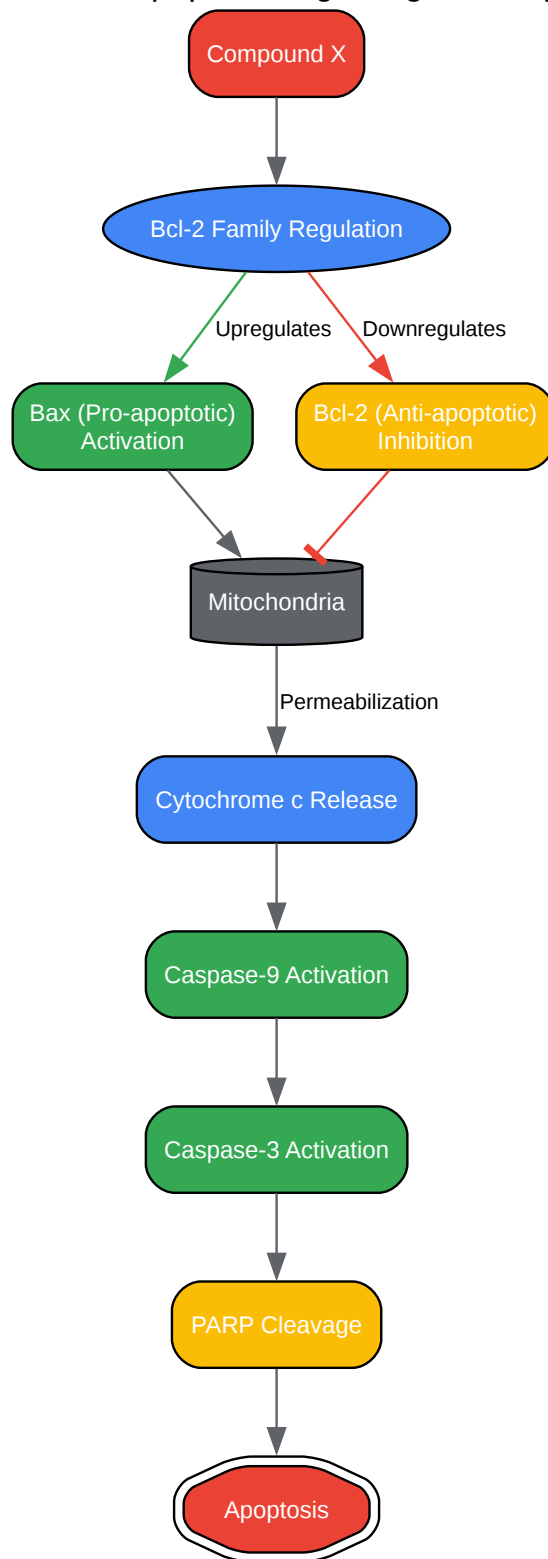 Compound X
Bcl-2 Family Regulation
Upregulates
Downregulates
Bax (Pro-apoptotic)
Activation
Bcl-2 (Anti-apoptotic)
Inhibition
Mitochondria
Permeabilization
Cytochrome c Release
Caspase-9 Activation
Caspase-3 Activation
PARP Cleavage
Apoptosis